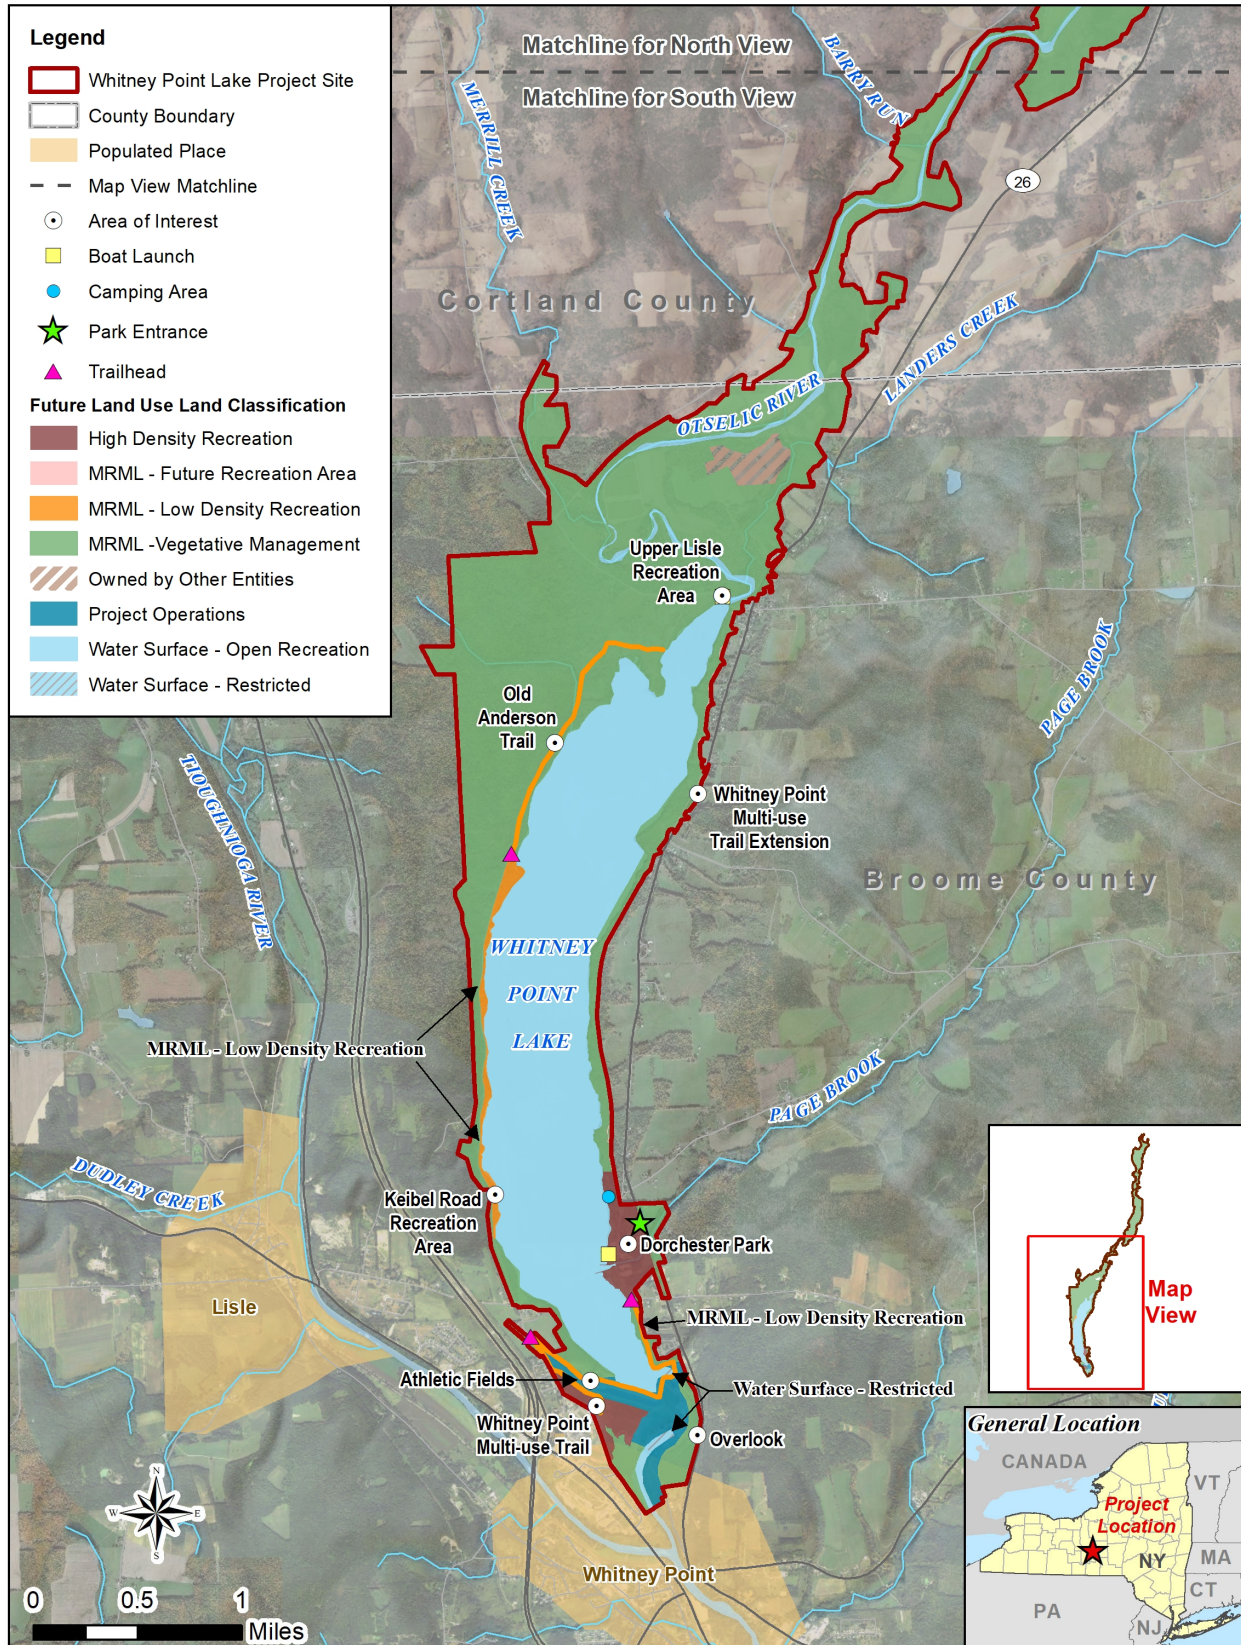 Legend
Whitney Point Lake Project Site
County Boundary
Populated Place
Map View Matchline
Area of Interest
Boat Launch
Camping Area
Park Entrance
Trailhead
Future Land Use Land Classification
High Density Recreation
MRML - Future Recreation Area
MRML - Low Density Recreation
MRML -Vegetative Management
Owned by Other Entities
Project Operations
Water Surface - Open Recreation
Water Surface - Restricted
Matchline for North View
Matchline for South View
BARRY RUN
MERRILL CREEK
26
Cortland County
LANDERS CREEK
OTSELIC RIVER
Upper Lisle
Recreation
Area
PAGE BROOK
Old
Anderson
Trail
TIOUGHNIOGA RIVER
Whitney Point
Multi-use
Trail Extension
Broome County
WHITNEY
POINT
LAKE
MRML - Low Density Recreation
PAGE BROOK
DUDLEY CREEK
Keibel Road
Recreation
Area
Dorchester Park
Lisle
MRML - Low Density Recreation
Athletic Fields
Water Surface - Restricted
Whitney Point
Multi-use Trail
Overlook
Whitney Point
Map
View
General Location
CANADA
VT
Project
Location
NY
MA
CT
PA
NJ
N
W
E
S
0
0.5
1
Miles